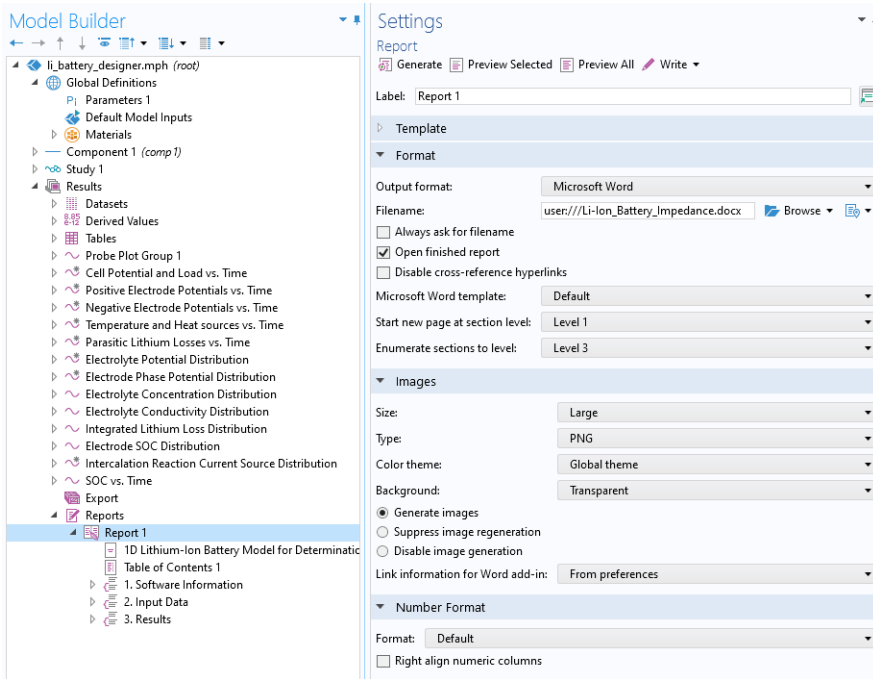 Model Builder
li_battery_designer.mph (root)
Global Definitions
Pi Parameters 1
Default Model Inputs
Materials
Component 1 (comp1)
Study 1
Results
Datasets
8.85
e-12 Derived Values
Tables
Probe Plot Group 1
Cell Potential and Load vs. Time
Positive Electrode Potentials vs. Time
Negative Electrode Potentials vs. Time
Temperature and Heat sources vs. Time
Parasitic Lithium Losses vs. Time
Electrolyte Potential Distribution
Electrode Phase Potential Distribution
Electrolyte Concentration Distribution
Electrolyte Conductivity Distribution
Integrated Lithium Loss Distribution
Electrode SOC Distribution
Intercalation Reaction Current Source Distribution
SOC vs. Time
Export
Reports
Report 1
1D Lithium-Ion Battery Model for Determinatic
Table of Contents 1
1. Software Information
2. Input Data
3. Results
Settings
Report
Generate Preview Selected Preview All Write
Label: Report 1
Template
Format
Output format: Microsoft Word
Filename: user:///Li-Ion_Battery_Impedance.docx Browse
Always ask for filename
Open finished report
Disable cross-reference hyperlinks
Microsoft Word template: Default
Start new page at section level: Level 1
Enumerate sections to level: Level 3
Images
Size: Large
Type: PNG
Color theme: Global theme
Background: Transparent
Generate images
Suppress image regeneration
Disable image generation
Link information for Word add-in: From preferences
Number Format
Format: Default
Right align numeric columns